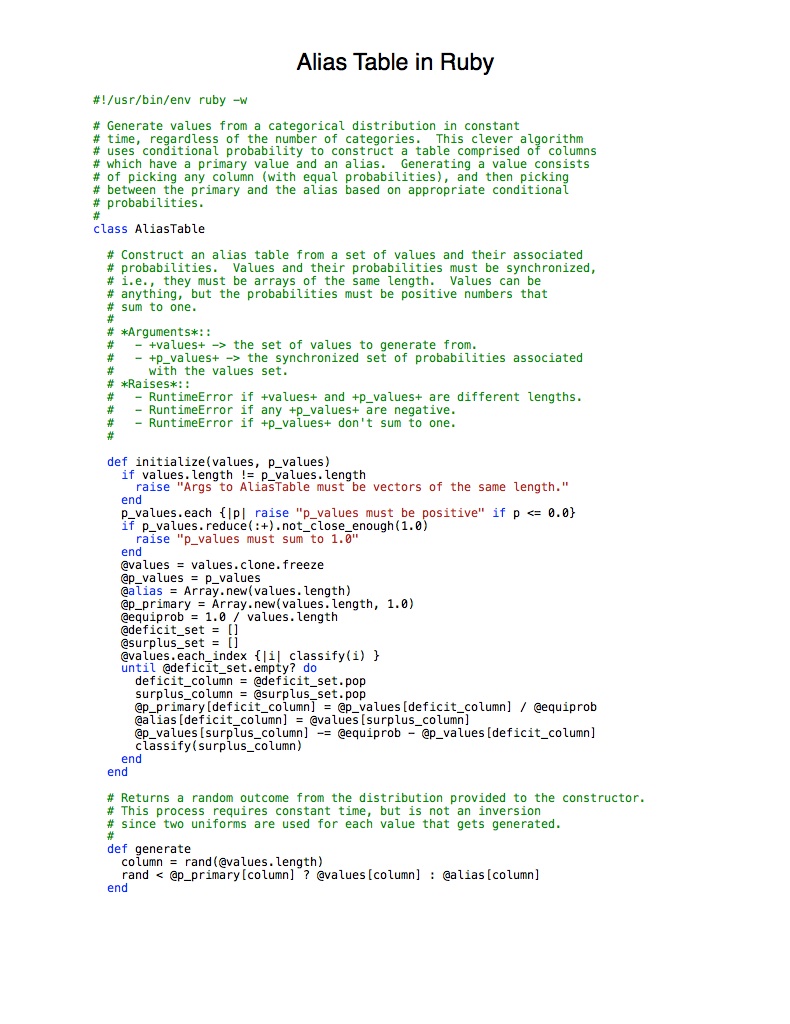 Alias Table in Ruby
#!/usr/bin/env ruby -w
# Generate values from a categorical distribution in constant
# time, regardless of the number of categories.  This clever algorithm
# uses conditional probability to construct a table comprised of columns
# which have a primary value and an alias.  Generating a value consists
# of picking any column (with equal probabilities), and then picking
# between the primary and the alias based on appropriate conditional
# probabilities.
#
class AliasTable
  # Construct an alias table from a set of values and their associated
  # probabilities.  Values and their probabilities must be synchronized,
  # i.e., they must be arrays of the same length.  Values can be
  # anything, but the probabilities must be positive numbers that
  # sum to one.
  #
  # *Arguments*::
  #   - +values+ -> the set of values to generate from.
  #   - +p_values+ -> the synchronized set of probabilities associated
  #     with the values set.
  # *Raises*::
  #   - RuntimeError if +values+ and +p_values+ are different lengths.
  #   - RuntimeError if any +p_values+ are negative.
  #   - RuntimeError if +p_values+ don't sum to one.
  #
  def initialize(values, p_values)
    if values.length != p_values.length
      raise "Args to AliasTable must be vectors of the same length."
    end
    p_values.each {|p| raise "p_values must be positive" if p <= 0.0}
    if p_values.reduce(:+).not_close_enough(1.0)
      raise "p_values must sum to 1.0"
    end
    @values = values.clone.freeze
    @p_values = p_values
    @alias = Array.new(values.length)
    @p_primary = Array.new(values.length, 1.0)
    @equiprob = 1.0 / values.length
    @deficit_set = []
    @surplus_set = []
    @values.each_index {|i| classify(i) }
    until @deficit_set.empty? do
      deficit_column = @deficit_set.pop
      surplus_column = @surplus_set.pop
      @p_primary[deficit_column] = @p_values[deficit_column] / @equiprob
      @alias[deficit_column] = @values[surplus_column]
      @p_values[surplus_column] -= @equiprob - @p_values[deficit_column]
      classify(surplus_column)
    end
  end
  # Returns a random outcome from the distribution provided to the constructor.
  # This process requires constant time, but is not an inversion
  # since two uniforms are used for each value that gets generated.
  #
  def generate
    column = rand(@values.length)
    rand < @p_primary[column] ? @values[column] : @alias[column]
  end